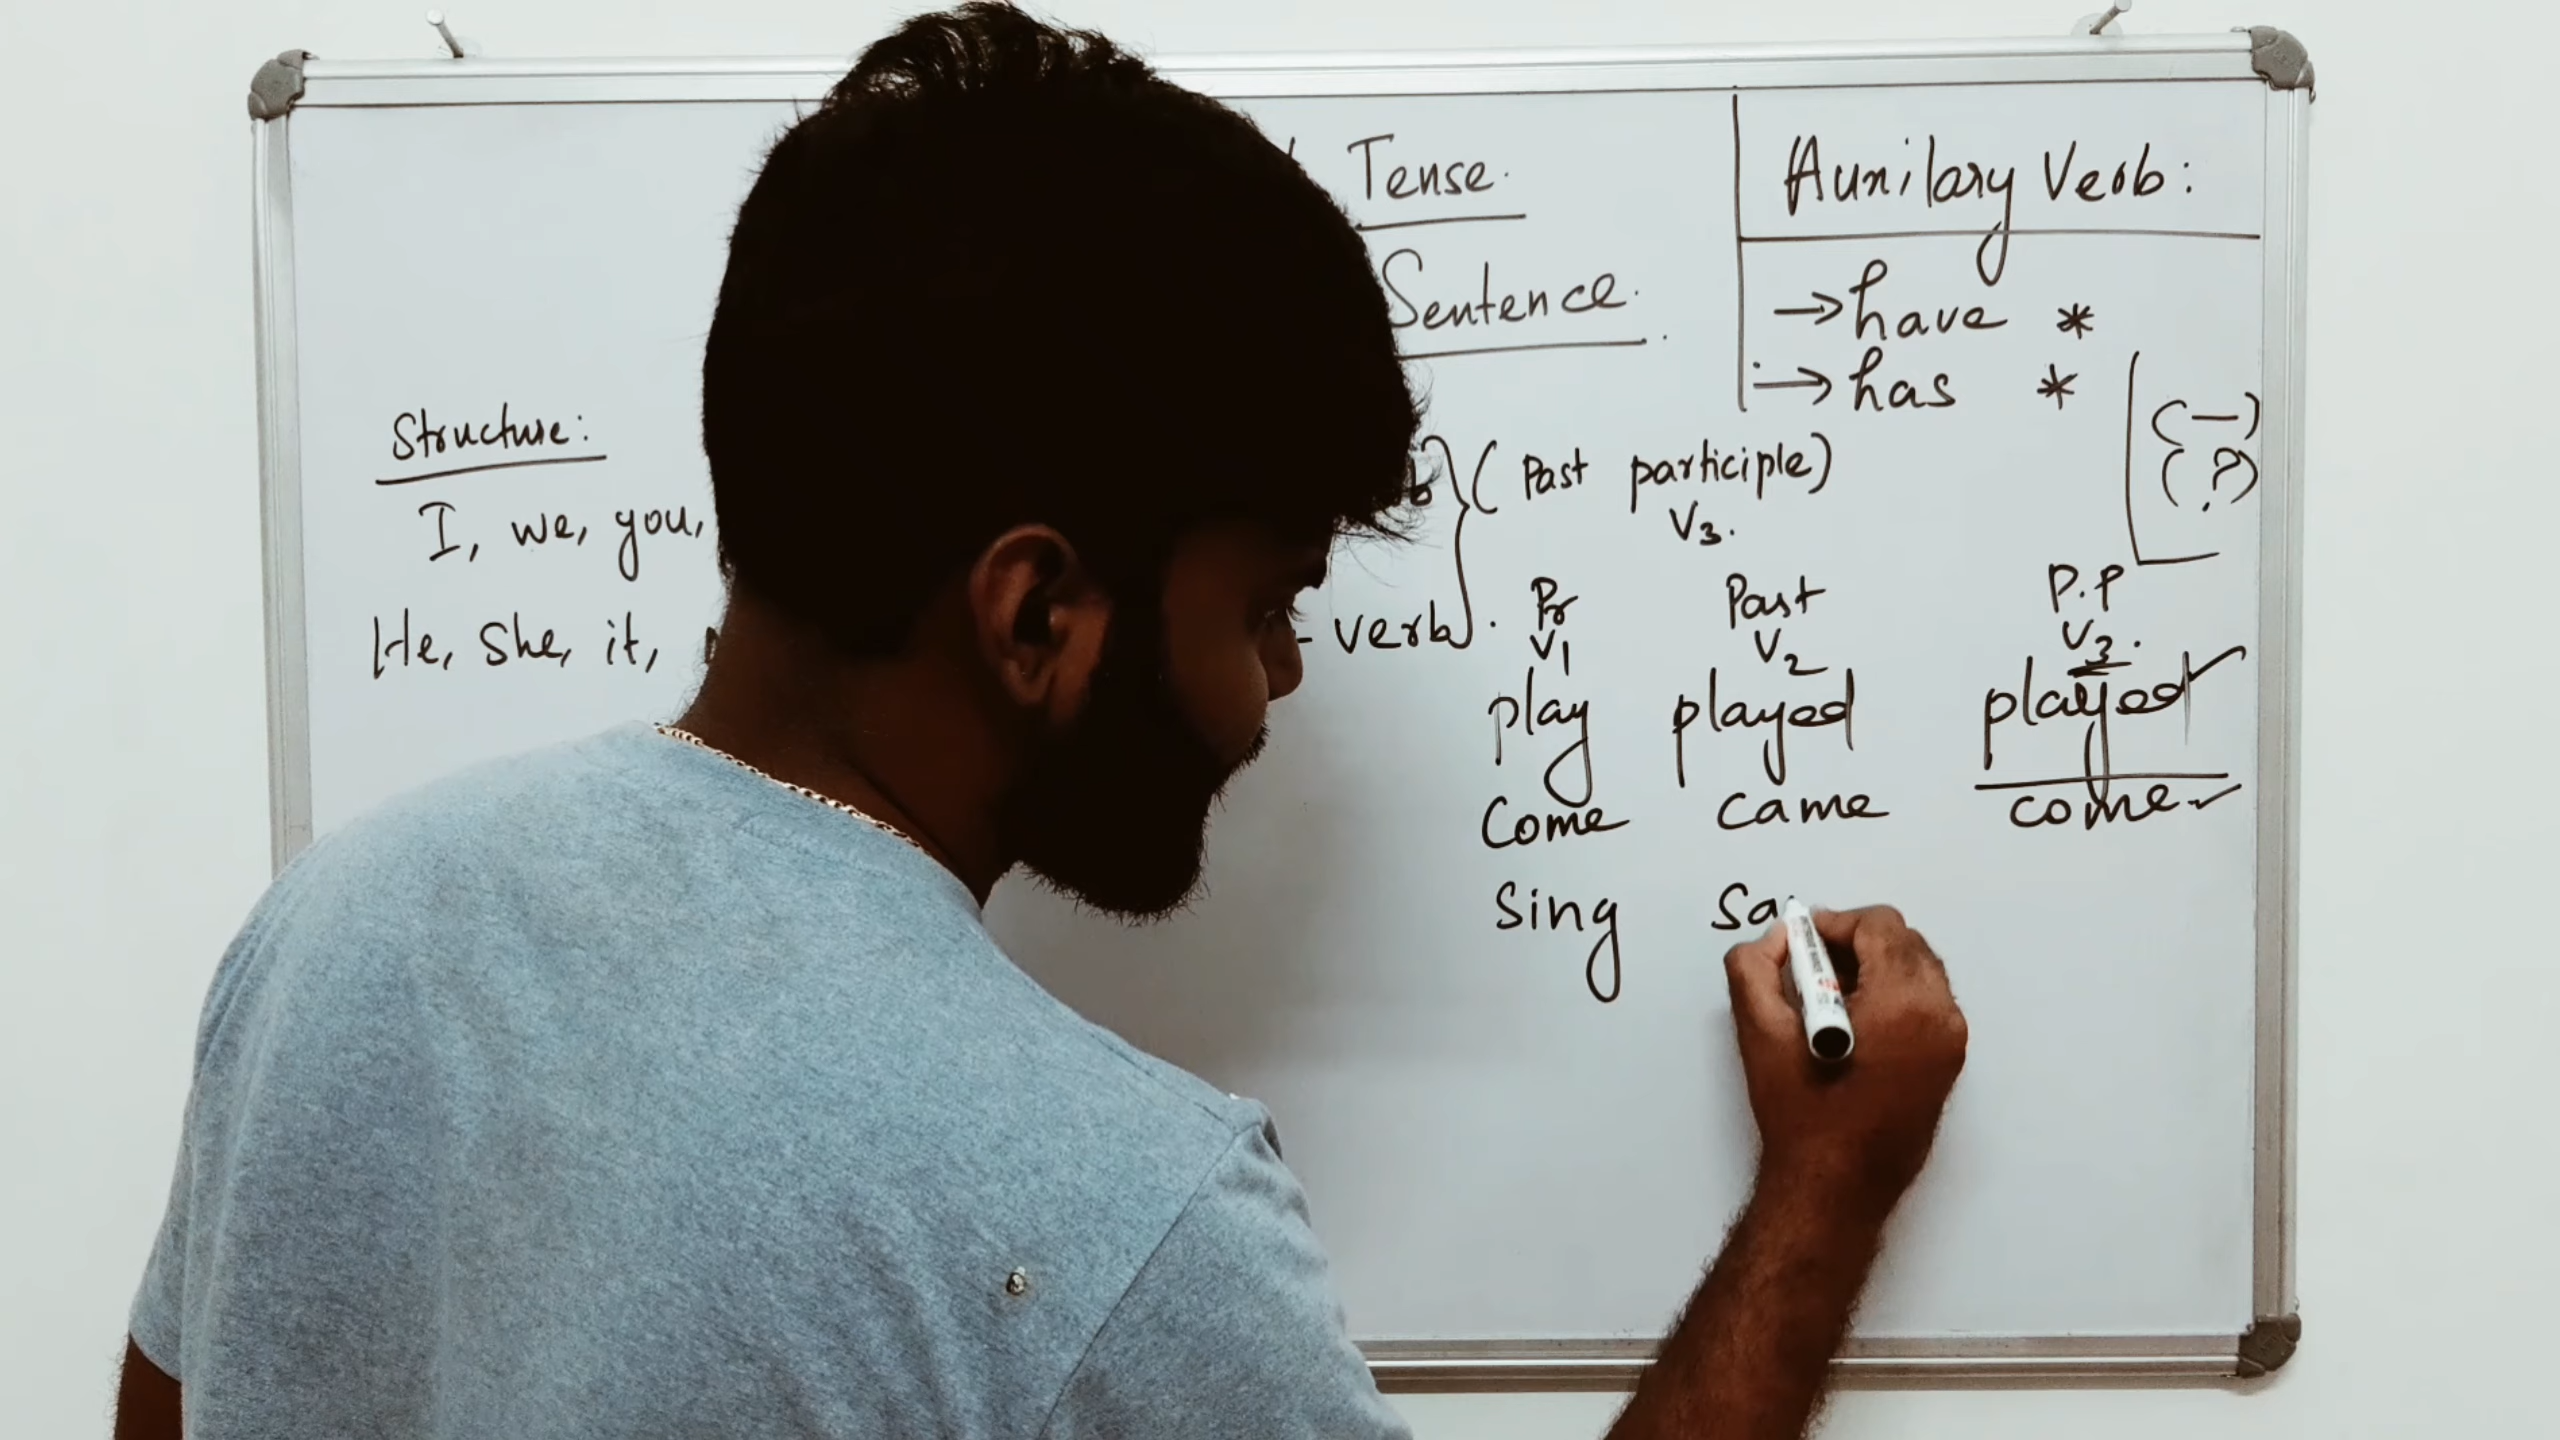 Tense.
Sentence.
Auxilary Verb:
→ have *
→ has *
(—)
(?)
Structure:
I, we, you,
He, She, it,
- verb.
(Past participle)
V3.
Pr Past P.P
V1 V2 V3.
play played played ✓
Come came come ✓
Sing Sa